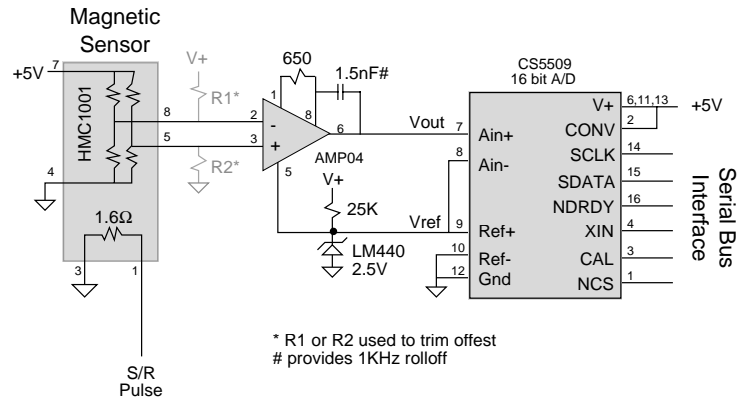 Magnetic
Sensor
+5V
7
HMC1001
8
5
4
1.6Ω
3
1
S/R
Pulse
V+
R1*
R2*
650
1.5nF#
1
8
2
-
3
+
6
5
AMP04
V+
25K
LM440
2.5V
Vout
Vref
CS5509
16 bit A/D
7
Ain+
8
Ain-
9
Ref+
10
Ref-
12
Gnd
V+
6,11,13
+5V
CONV
2
SCLK
14
SDATA
15
NDRDY
16
XIN
4
CAL
3
NCS
1
Serial Bus
Interface
* R1 or R2 used to trim offest
# provides 1KHz rolloff